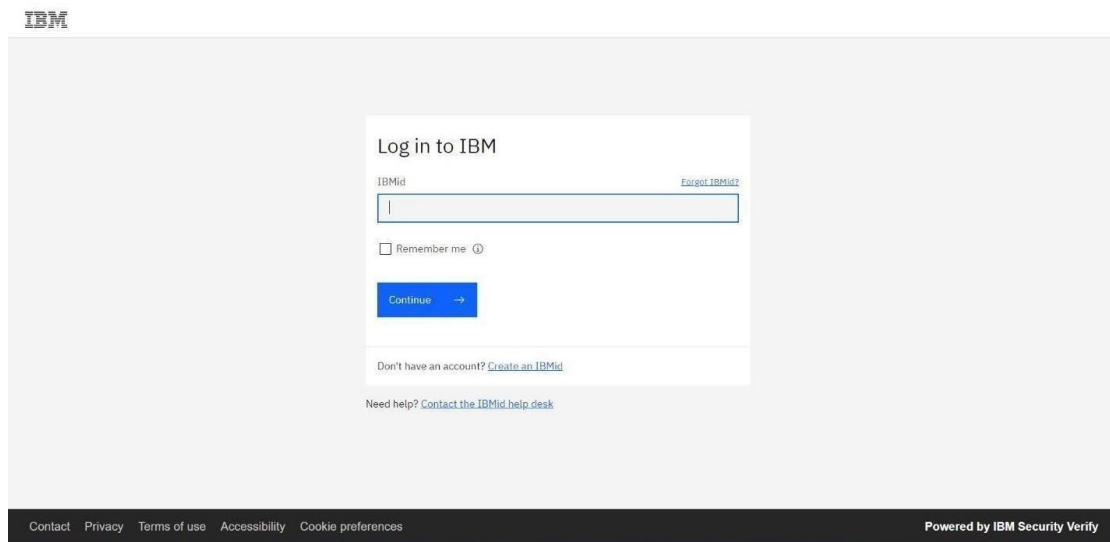 IBM
Log in to IBM
IBMid Forgot IBMid?
Remember me
Continue →
Don't have an account? Create an IBMid
Need help? Contact the IBMid help desk
Contact Privacy Terms of use Accessibility Cookie preferences Powered by IBM Security Verify